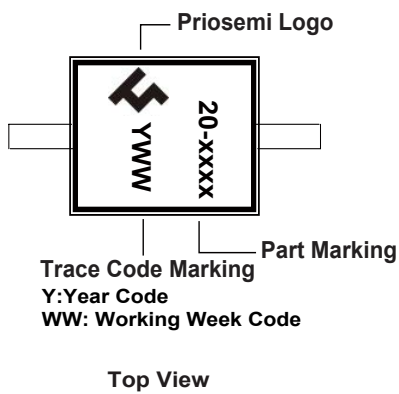 Priosemi Logo
YWW
20-xxxx
Part Marking
Trace Code Marking
Y:Year Code
WW: Working Week Code
Top View